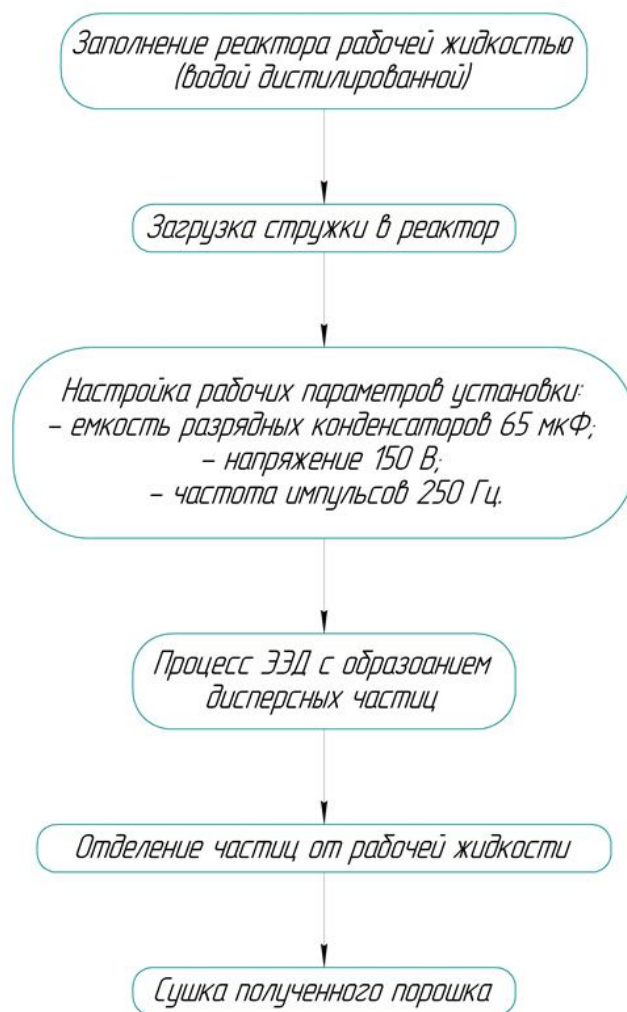 Заполнение реактора рабочей жидкостью
(водой дистилированной)
Загрузка стружки в реактор
Настройка рабочих параметров установки:
– емкость разрядных конденсаторов 65 мкФ;
– напряжение 150 В;
– частота импульсов 250 Гц.
Процесс ЭЭД с образоанием
дисперсных частиц
Отделение частиц от рабочей жидкости
Сушка полученного порошка